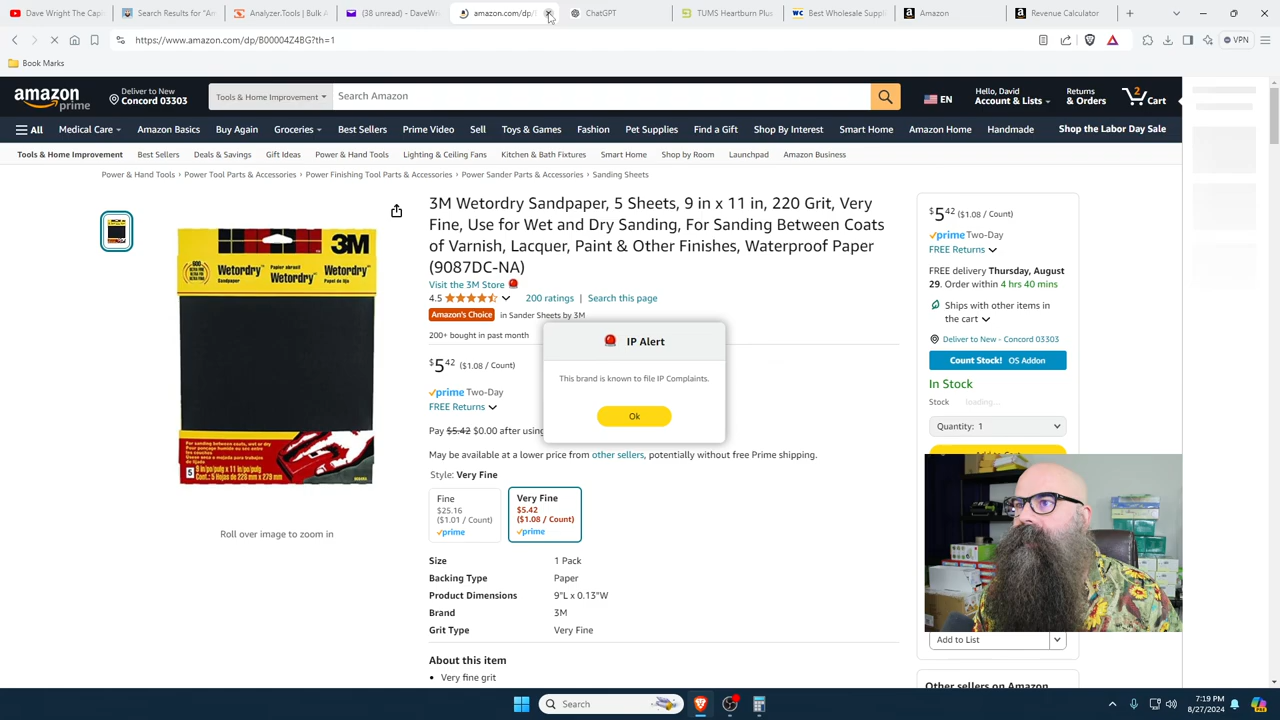 Dave Wright The Capi
Search Results for "Am
Analyzer.Tools | Bulk A
(38 unread) - DaveWr
amazon.com/dp/
ChatGPT
TUMS Heartburn Plus
Best Wholesale Suppli
Amazon
Revenue Calculator
https://www.amazon.com/dp/B00004Z4BG?th=1
VPN
Book Marks
amazon prime
Deliver to New
Concord 03303
Tools & Home Improvement
Search Amazon
EN
Hello, David
Account & Lists
Returns
& Orders
2
Cart
All
Medical Care
Amazon Basics
Buy Again
Groceries
Best Sellers
Prime Video
Sell
Toys & Games
Fashion
Pet Supplies
Find a Gift
Shop By Interest
Smart Home
Amazon Home
Handmade
Shop the Labor Day Sale
Tools & Home Improvement
Best Sellers
Deals & Savings
Gift Ideas
Power & Hand Tools
Lighting & Ceiling Fans
Kitchen & Bath Fixtures
Smart Home
Shop by Room
Launchpad
Amazon Business
Power & Hand Tools › Power Tool Parts & Accessories › Power Finishing Tool Parts & Accessories › Power Sander Parts & Accessories › Sanding Sheets
3M
Wetordry
Wetordry
Wetordry
3M Wetordry Sandpaper, 5 Sheets, 9 in x 11 in, 220 Grit, Very
Fine, Use for Wet and Dry Sanding, For Sanding Between Coats
of Varnish, Lacquer, Paint & Other Finishes, Waterproof Paper
(9087DC-NA)
Visit the 3M Store
4.5
200 ratings | Search this page
Amazon's Choice in Sander Sheets by 3M
200+ bought in past month
$5 42 ($1.08 / Count)
prime Two-Day
FREE Returns
Pay $5.42 $0.00 after using
May be available at a lower price from other sellers, potentially without free Prime shipping.
Style: Very Fine
Fine
$25.16
($1.01 / Count)
prime
Very Fine
$5.42
($1.08 / Count)
prime
Size 1 Pack
Backing Type Paper
Product Dimensions 9"L x 0.13"W
Brand 3M
Grit Type Very Fine
About this item
• Very fine grit
Roll over image to zoom in
IP Alert
This brand is known to file IP Complaints.
Ok
$5 42 ($1.08 / Count)
prime Two-Day
FREE Returns
FREE delivery Thursday, August
29. Order within 4 hrs 40 mins
Ships with other items in
the cart
Deliver to New - Concord 03303
Count Stock! OS Addon
In Stock
Stock loading...
Quantity: 1
Add to List
Other sellers on Amazon
Search
7:19 PM
8/27/2024